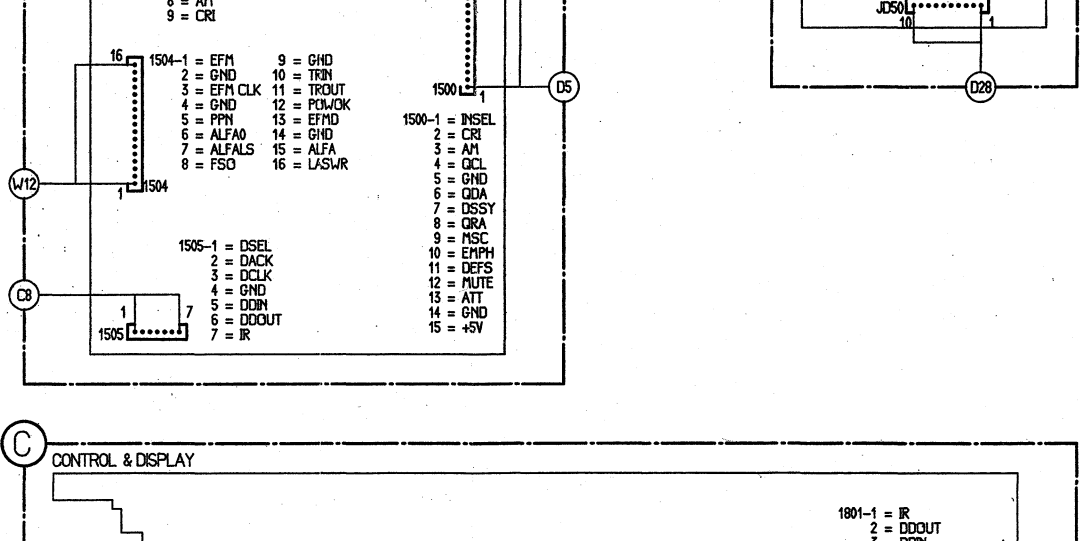 8 = AM
9 = CRI
16
1504-1 = EFM
2 = GND
3 = EFM CLK
4 = GND
5 = PPN
6 = ALFA0
7 = ALFALS
8 = FSO
9 = GND
10 = TRIN
11 = TROUT
12 = POWOK
13 = EFMD
14 = GND
15 = ALFA
16 = LASWR
W12
1
1504
1500
1
D5
1500-1 = INSEL
2 = CRI
3 = AM
4 = QCL
5 = GND
6 = QDA
7 = DSSY
8 = QRA
9 = MSC
10 = EMPH
11 = DEFS
12 = MUTE
13 = ATT
14 = GND
15 = +5V
1505-1 = DSEL
2 = DACK
3 = DCLK
4 = GND
5 = DDIN
6 = DDOUT
7 = IR
C8
1
7
1505
JD50
10
1
D28
C
CONTROL & DISPLAY
1801-1 = IR
2 = DDOUT
3 = DDIN